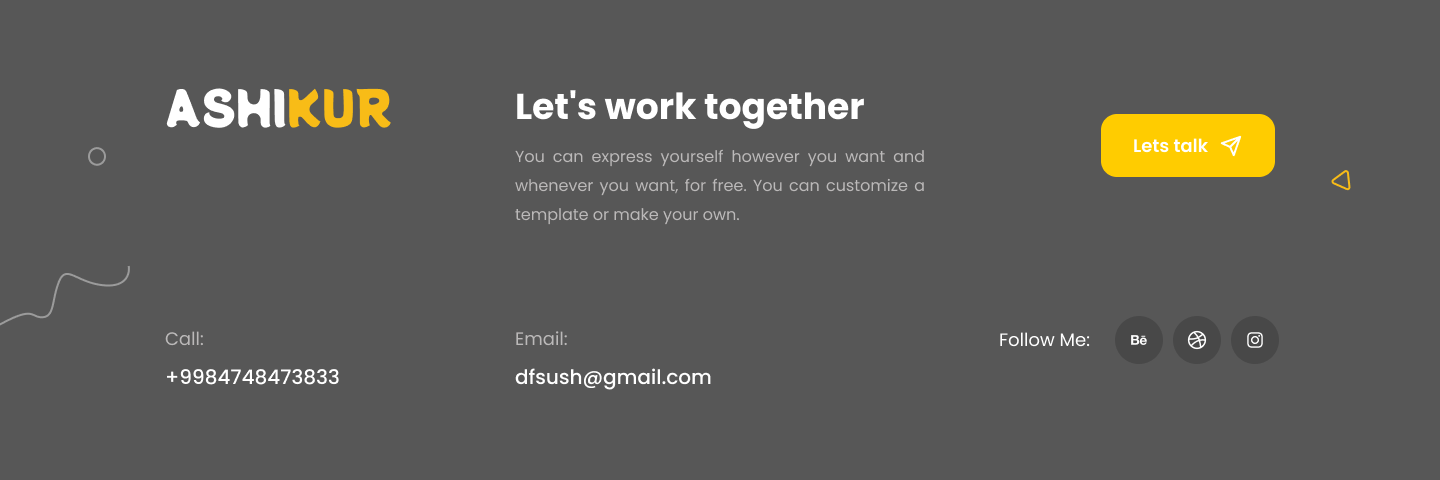 ASHIKUR
Let's work together
You can express yourself however you want and
whenever you want, for free. You can customize a
template or make your own.
Lets talk
Call:
+9984748473833
Email:
dfsush@gmail.com
Follow Me:
Bē